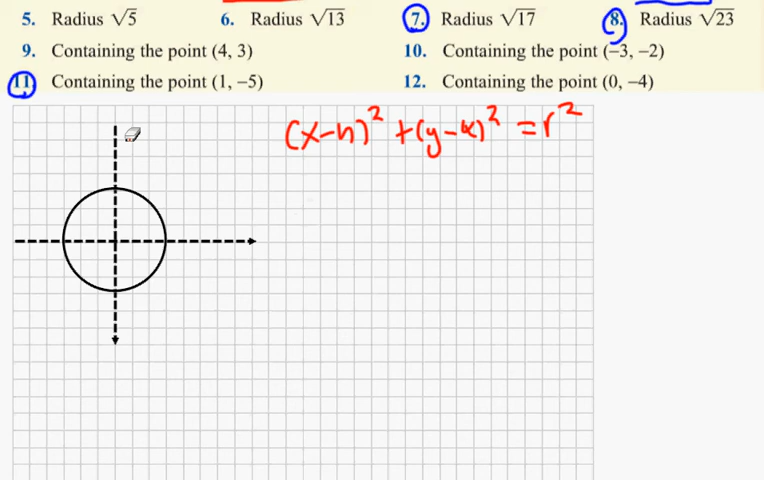 5. Radius √5 6. Radius √13 7. Radius √17 8. Radius √23
9. Containing the point (4, 3) 10. Containing the point (−3, −2)
11. Containing the point (1, −5) 12. Containing the point (0, −4)
(x-h)² + (y-k)² = r²